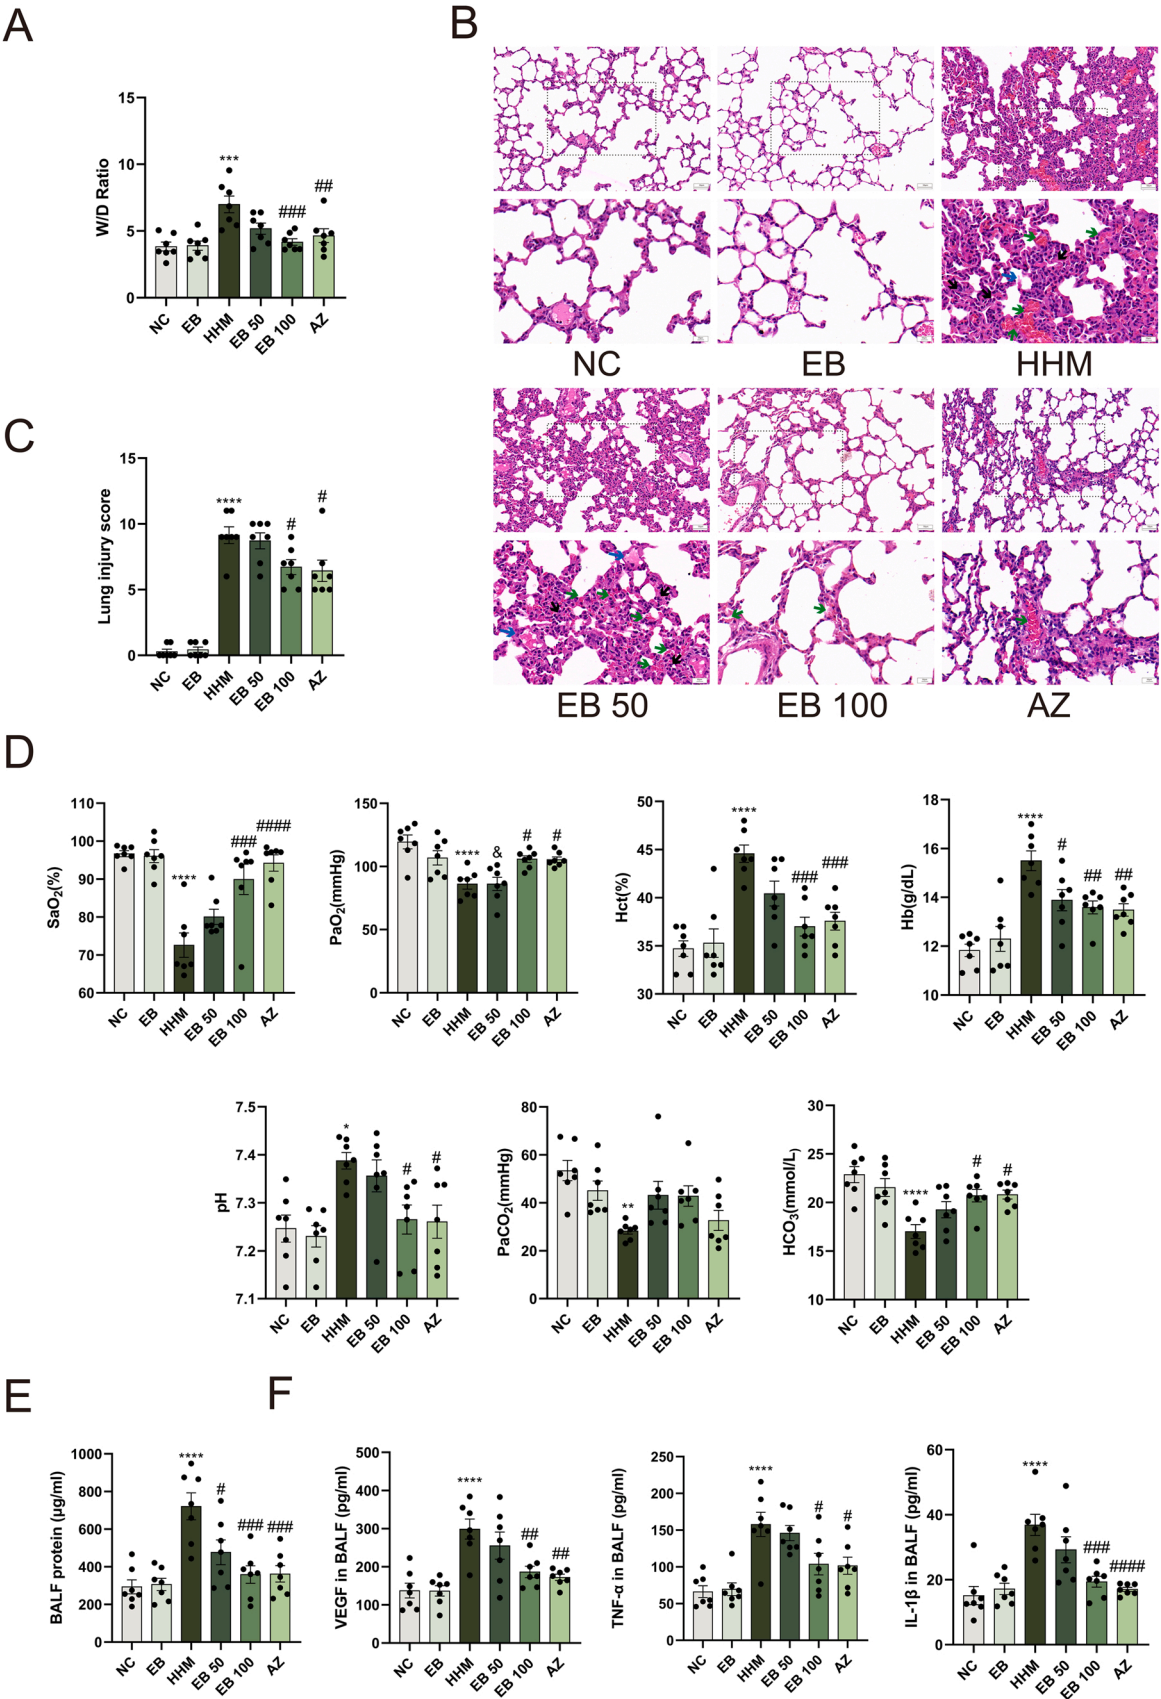 A
B
15
10
5
0
W/D Ratio
***
###
##
NC
EB
HHM
EB 50
EB 100
AZ
NC
EB
HHM
C
15
10
5
0
Lung injury score
****
#
#
NC
EB
HHM
EB 50
EB 100
AZ
EB 50
EB 100
AZ
D
110
100
90
80
70
60
SaO2(%)
****
###
####
NC
EB
HHM
EB 50
EB 100
AZ
150
100
50
0
PaO2(mmHg)
****
&
#
#
NC
EB
HHM
EB 50
EB 100
AZ
50
45
40
35
30
Hct(%)
****
###
###
NC
EB
HHM
EB 50
EB 100
AZ
18
16
14
12
10
Hb(g/dL)
****
#
##
##
NC
EB
HHM
EB 50
EB 100
AZ
7.5
7.4
7.3
7.2
7.1
pH
*
#
#
NC
EB
HHM
EB 50
EB 100
AZ
80
60
40
20
0
PaCO2(mmHg)
**
NC
EB
HHM
EB 50
EB 100
AZ
30
25
20
15
10
HCO3(mmol/L)
****
#
#
NC
EB
HHM
EB 50
EB 100
AZ
E
F
1000
800
600
400
200
0
BALF protein (μg/ml)
****
#
###
###
NC
EB
HHM
EB 50
EB 100
AZ
500
400
300
200
100
0
VEGF in BALF (pg/ml)
****
##
##
NC
EB
HHM
EB 50
EB 100
AZ
250
200
150
100
50
0
TNF-α in BALF (pg/ml)
****
#
#
NC
EB
HHM
EB 50
EB 100
AZ
60
40
20
0
IL-1β in BALF (pg/ml)
****
###
####
NC
EB
HHM
EB 50
EB 100
AZ